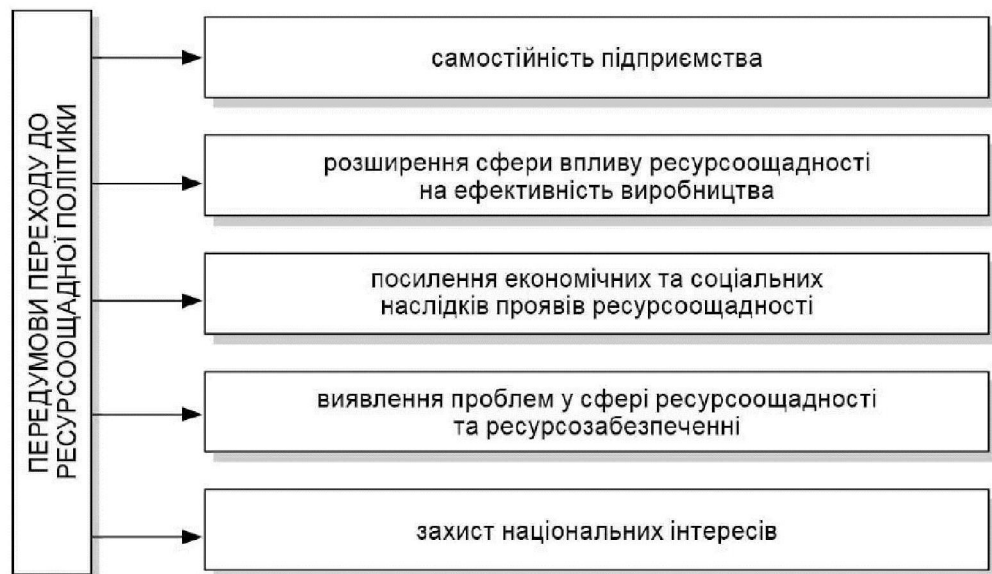 ПЕРЕДУМОВИ ПЕРЕХОДУ ДО
РЕСУРСООЩАДНОЇ ПОЛІТИКИ
самостійність підприємства
розширення сфери впливу ресурсоощадності
на ефективність виробництва
посилення економічних та соціальних
наслідків проявів ресурсоощадності
виявлення проблем у сфері ресурсоощадності
та ресурсозабезпеченні
захист національних інтересів